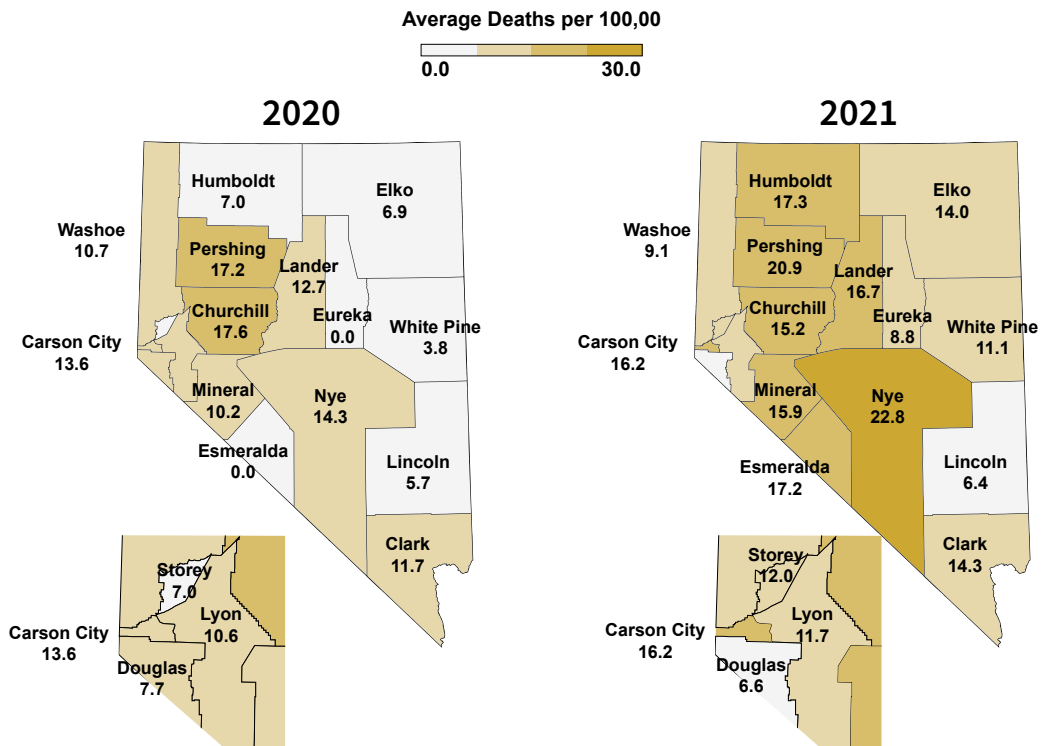 Average Deaths per 100,00
0.0 30.0
2020
Humboldt
7.0
Elko
6.9
Washoe
10.7
Pershing
17.2
Lander
12.7
Churchill
17.6
Eureka
0.0
White Pine
3.8
Carson City
13.6
Mineral
10.2
Nye
14.3
Esmeralda
0.0
Lincoln
5.7
Clark
11.7
Storey
7.0
Lyon
10.6
Carson City
13.6
Douglas
7.7
2021
Humboldt
17.3
Elko
14.0
Washoe
9.1
Pershing
20.9
Lander
16.7
Churchill
15.2
Eureka
8.8
White Pine
11.1
Carson City
16.2
Mineral
15.9
Nye
22.8
Esmeralda
17.2
Lincoln
6.4
Clark
14.3
Storey
12.0
Lyon
11.7
Carson City
16.2
Douglas
6.6